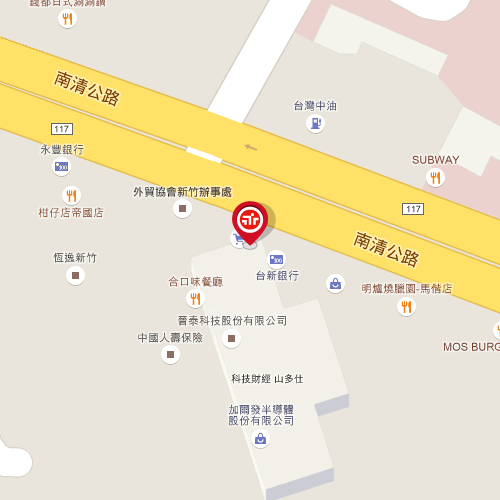 錢都日式涮涮鍋
南清公路
台灣中油
117
永豐銀行
SUBWAY
外貿協會新竹辦事處
柑仔店帝國店
117
南清公路
恆逸新竹
台新銀行
合口味餐廳
明爐燒臘園-馬偕店
晉泰科技股份有限公司
中國人壽保險
MOS BURG
科技財經 山多仕
加爾發半導體
股份有限公司